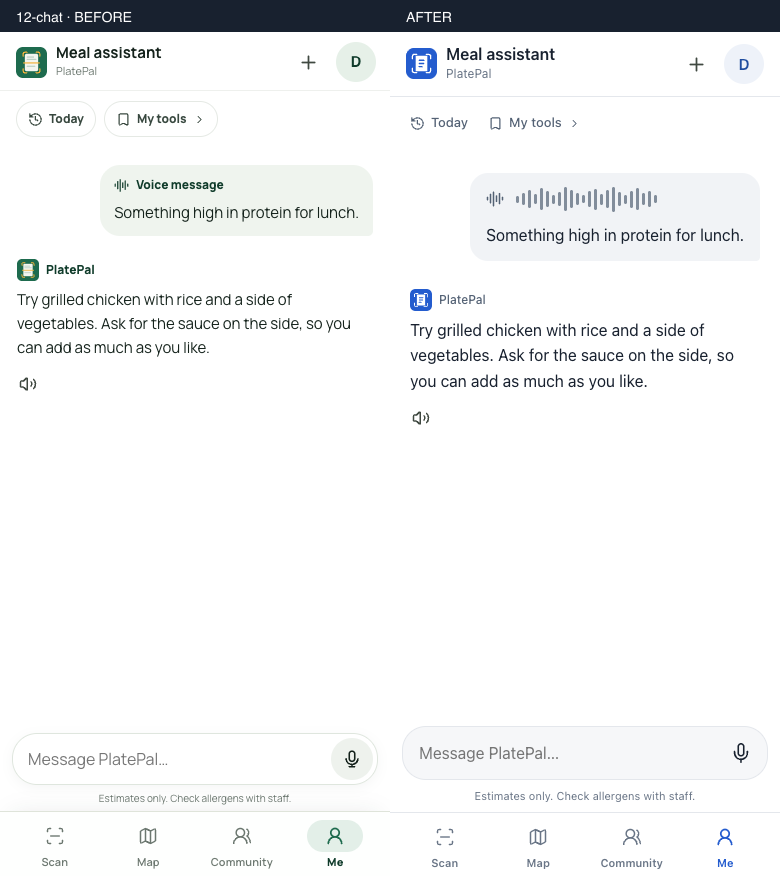 12-chat · BEFORE
Meal assistant
PlatePal
D
Today
My tools
Voice message
Something high in protein for lunch.
PlatePal
Try grilled chicken with rice and a side of
vegetables. Ask for the sauce on the side, so you
can add as much as you like.
Message PlatePal...
Estimates only. Check allergens with staff.
Scan
Map
Community
Me
AFTER
Meal assistant
PlatePal
D
Today
My tools
Something high in protein for lunch.
PlatePal
Try grilled chicken with rice and a side of
vegetables. Ask for the sauce on the side, so
you can add as much as you like.
Message PlatePal...
Estimates only. Check allergens with staff.
Scan
Map
Community
Me